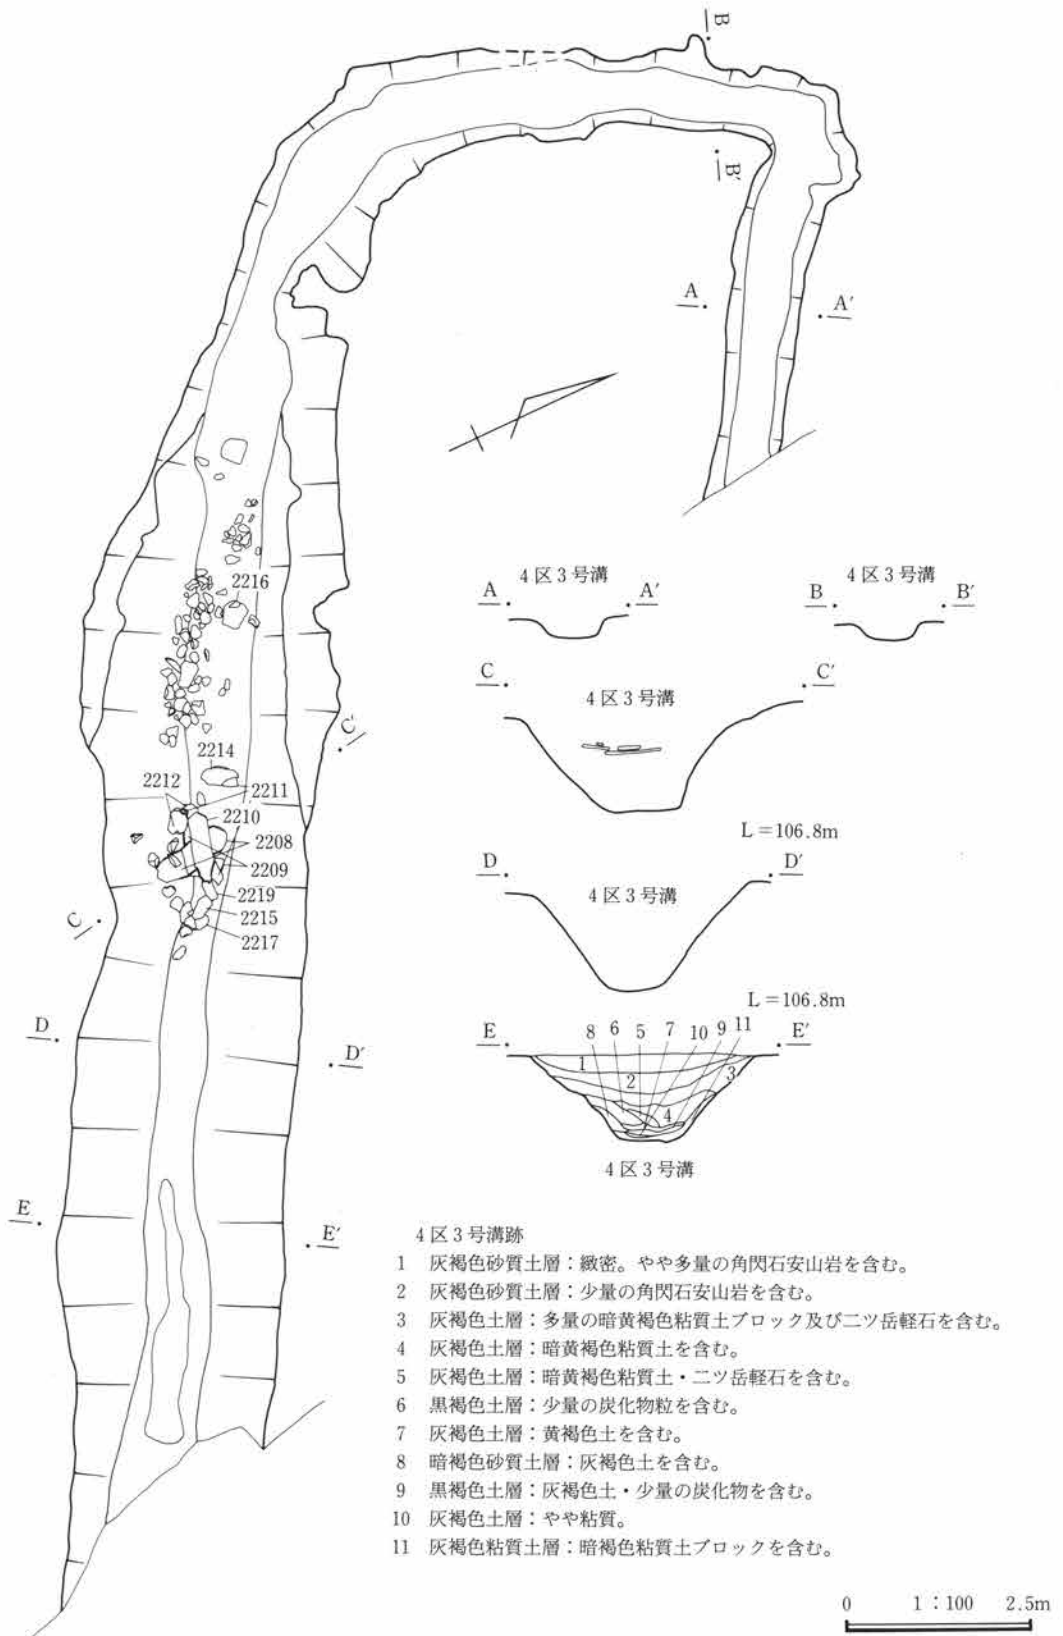 B
B′
A
A′
2216
C′
2214
2212
2211
2210
2208
2209
2219
2215
2217
C
D
D′
E
E′
A 4区3号溝 A′
B 4区3号溝 B′
C C′
4区3号溝
L=106.8m
D D′
4区3号溝
L=106.8m
E 8 6 5 7 10 9 11 E′
1
2
3
4
4区3号溝
4区3号溝跡
1 灰褐色砂質土層：緻密。やや多量の角閃石安山岩を含む。
2 灰褐色砂質土層：少量の角閃石安山岩を含む。
3 灰褐色土層：多量の暗黄褐色粘質土ブロック及び二ツ岳軽石を含む。
4 灰褐色土層：暗黄褐色粘質土を含む。
5 灰褐色土層：暗黄褐色粘質土・二ツ岳軽石を含む。
6 黒褐色土層：少量の炭化物粒を含む。
7 灰褐色土層：黄褐色土を含む。
8 暗褐色砂質土層：灰褐色土を含む。
9 黒褐色土層：灰褐色土・少量の炭化物を含む。
10 灰褐色土層：やや粘質。
11 灰褐色粘質土層：暗褐色粘質土ブロックを含む。
0 1：100 2.5m